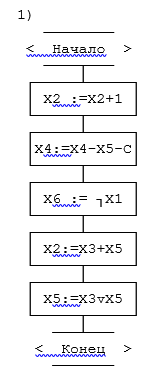 1)
< Начало >
X2 :=X2+1
X4:=X4-X5-C
X6 := ┐X1
X2:=X3+X5
X5:=X3vX5
< Конец >